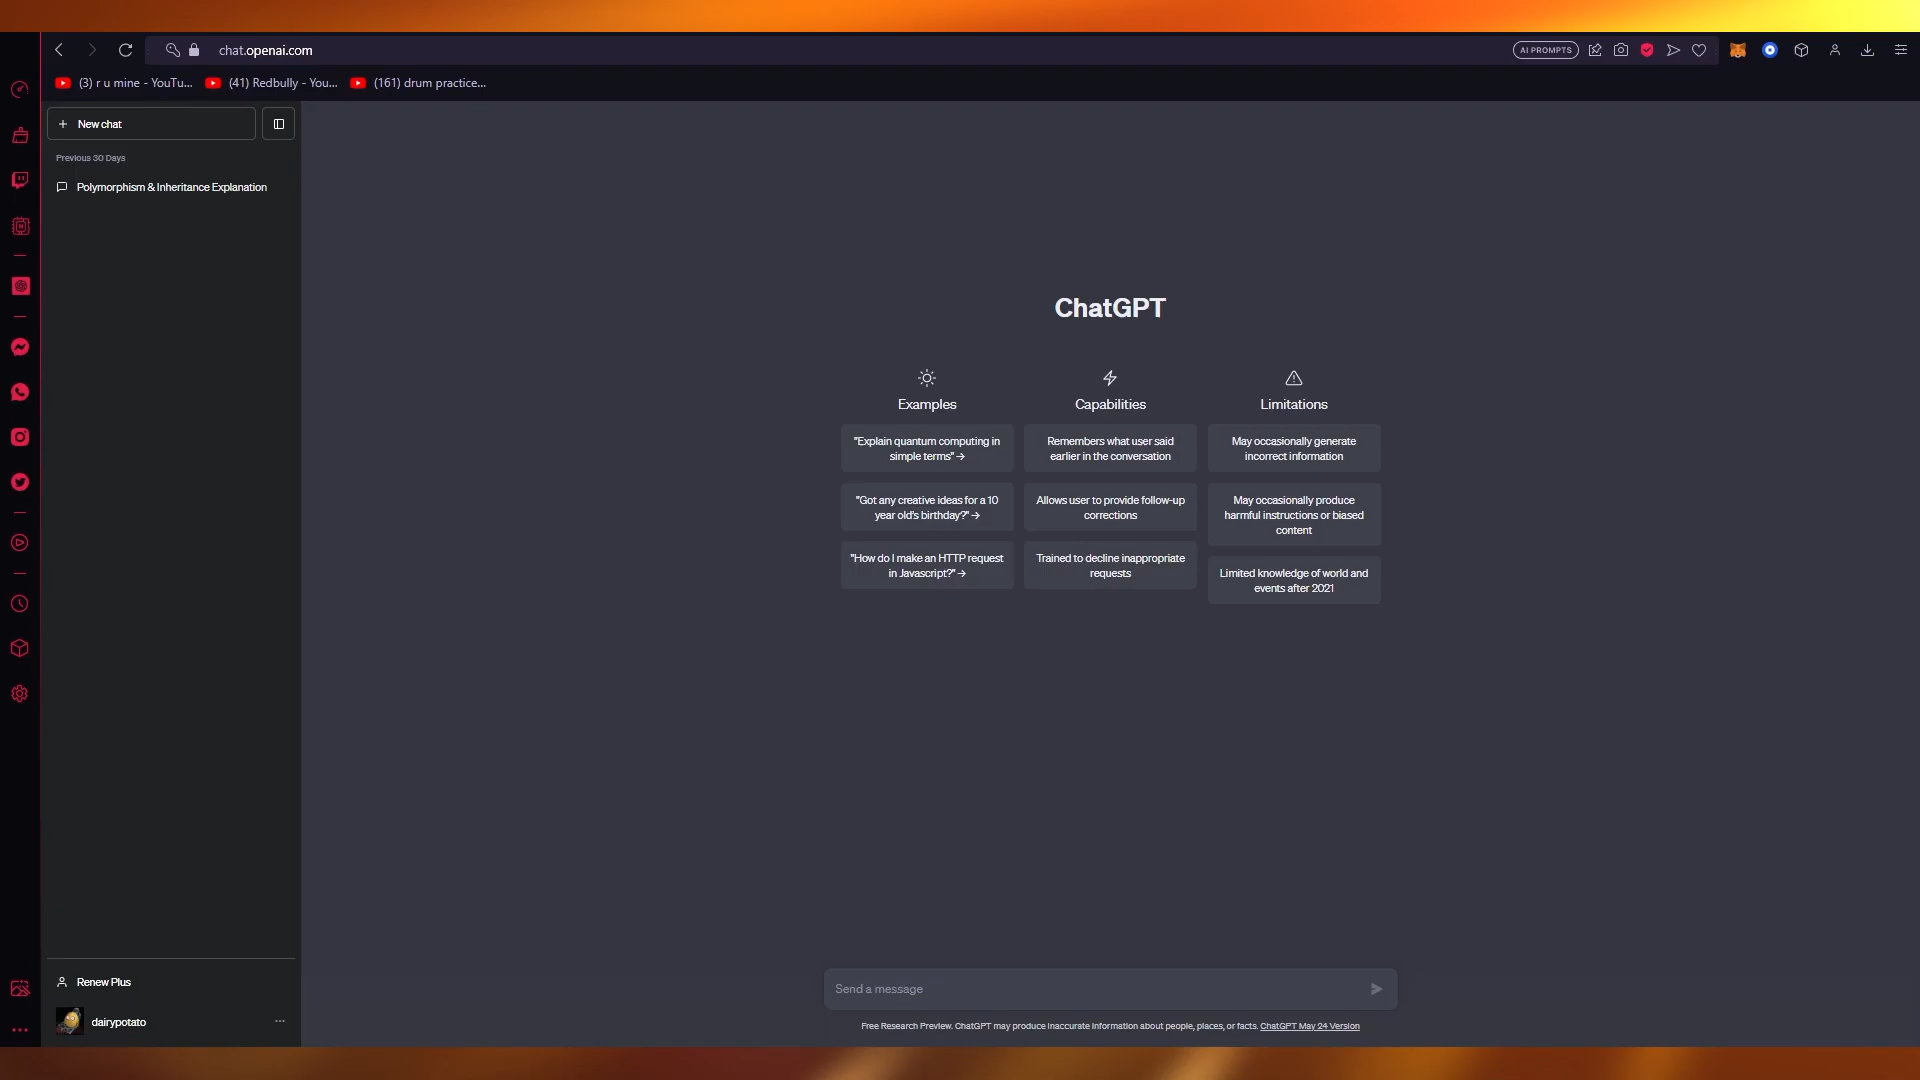 chat.openai.com
AI PROMPTS
(3) r u mine - YouTu...
(41) Redbully - You...
(161) drum practice...
New chat
Previous 30 Days
Polymorphism & Inheritance Explanation
ChatGPT
Examples
"Explain quantum computing in
simple terms" →
"Got any creative ideas for a 10
year old's birthday?" →
"How do I make an HTTP request
in Javascript?" →
Capabilities
Remembers what user said
earlier in the conversation
Allows user to provide follow-up
corrections
Trained to decline inappropriate
requests
Limitations
May occasionally generate
incorrect information
May occasionally produce
harmful instructions or biased
content
Limited knowledge of world and
events after 2021
Renew Plus
dairypotato
Send a message
Free Research Preview. ChatGPT may produce inaccurate information about people, places, or facts. ChatGPT May 24 Version